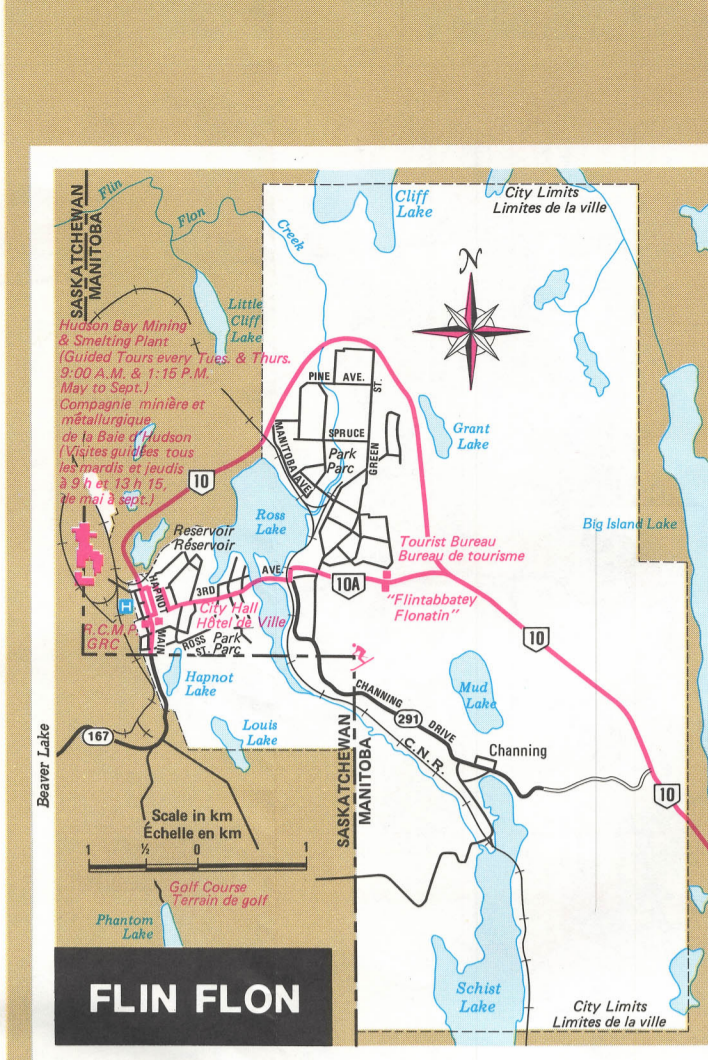 City Limits
Limites de la ville
Cliff
Lake
Flin
Flon
Creek
SASKATCHEWAN
MANITOBA
N
Little
Cliff
Lake
Hudson Bay Mining
& Smelting Plant
(Guided Tours every Tues. & Thurs.
9:00 A.M. & 1:15 P.M.
May to Sept.)
Compagnie minière et
métallurgique
de la Baie d'Hudson
(Visites guidées tous
les mardis et jeudis
à 9 h et 13 h 15,
de mai à sept.)
PINE AVE.
GREEN ST.
SPRUCE
MANITOBA AVE.
Park
Parc
Grant
Lake
10
Ross
Lake
Big Island Lake
Reservoir
Réservoir
Tourist Bureau
Bureau de tourisme
3RD AVE.
10A
"Flintabbatey
Flonatin"
HAPNOT
H
City Hall
Hôtel de Ville
R.C.M.P.
GRC
MAIN
ROSS ST.
Park
Parc
10
Hapnot
Lake
Mud
Lake
CHANNING DRIVE
291
C.N.R.
Louis
Lake
167
Channing
SASKATCHEWAN
MANITOBA
Beaver Lake
10
Scale in km
Échelle en km
1 ½ 0 1
Golf Course
Terrain de golf
Phantom
Lake
FLIN FLON
Schist
Lake
City Limits
Limites de la ville